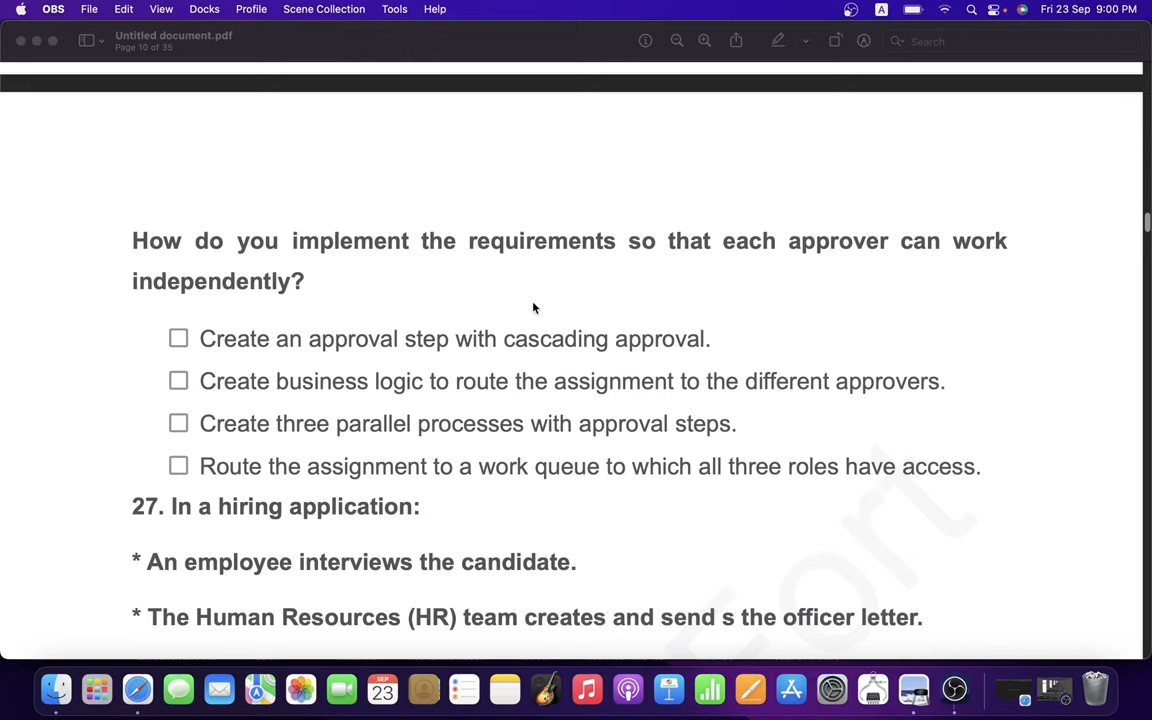 OBS File Edit View Docks Profile Scene Collection Tools Help A Fri 23 Sep 9:00 PM
Untitled document.pdf
Page 10 of 35
Search
How do you implement the requirements so that each approver can work
independently?
Create an approval step with cascading approval.
Create business logic to route the assignment to the different approvers.
Create three parallel processes with approval steps.
Route the assignment to a work queue to which all three roles have access.
27. In a hiring application:
* An employee interviews the candidate.
* The Human Resources (HR) team creates and send s the officer letter.
Fort
SEP
23